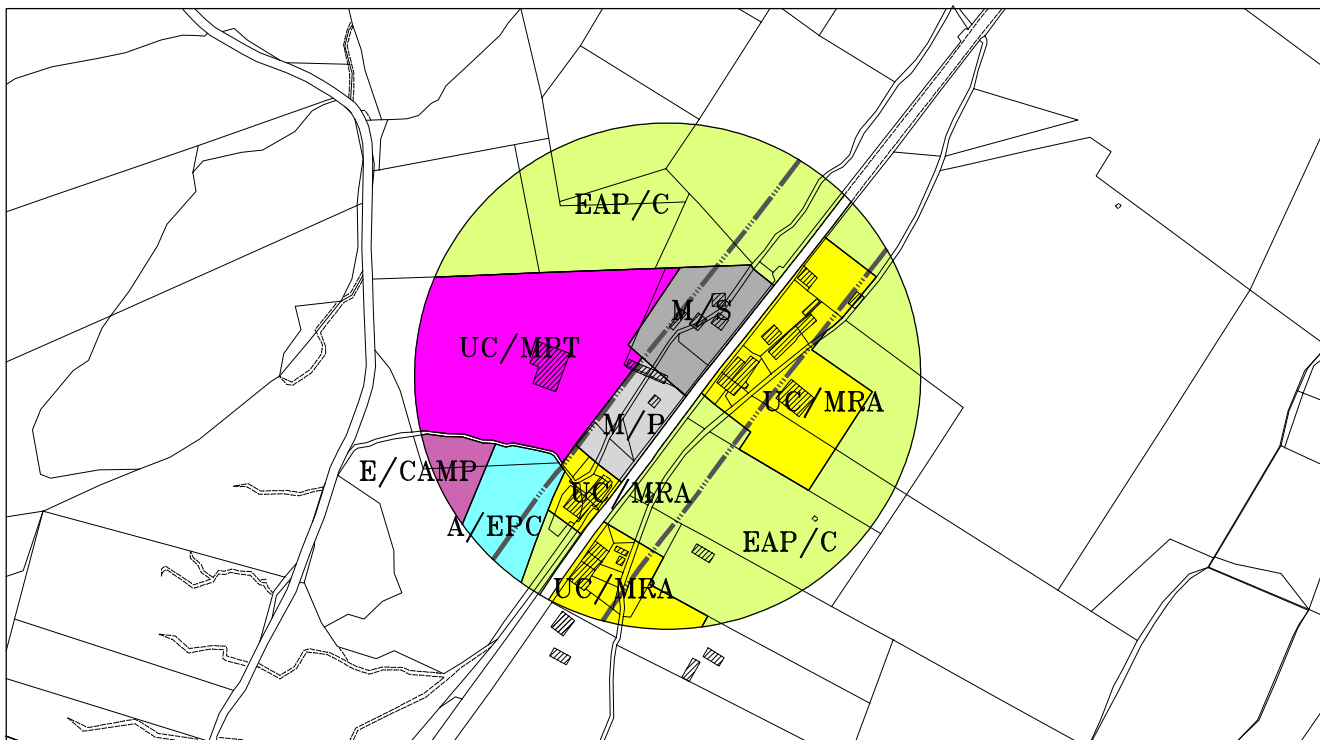 EAP/C
M/S
UC/MPT
UC/MRA
M/P
E/CAMP
UC/MRA
A/EPC
EAP/C
UC/MRA